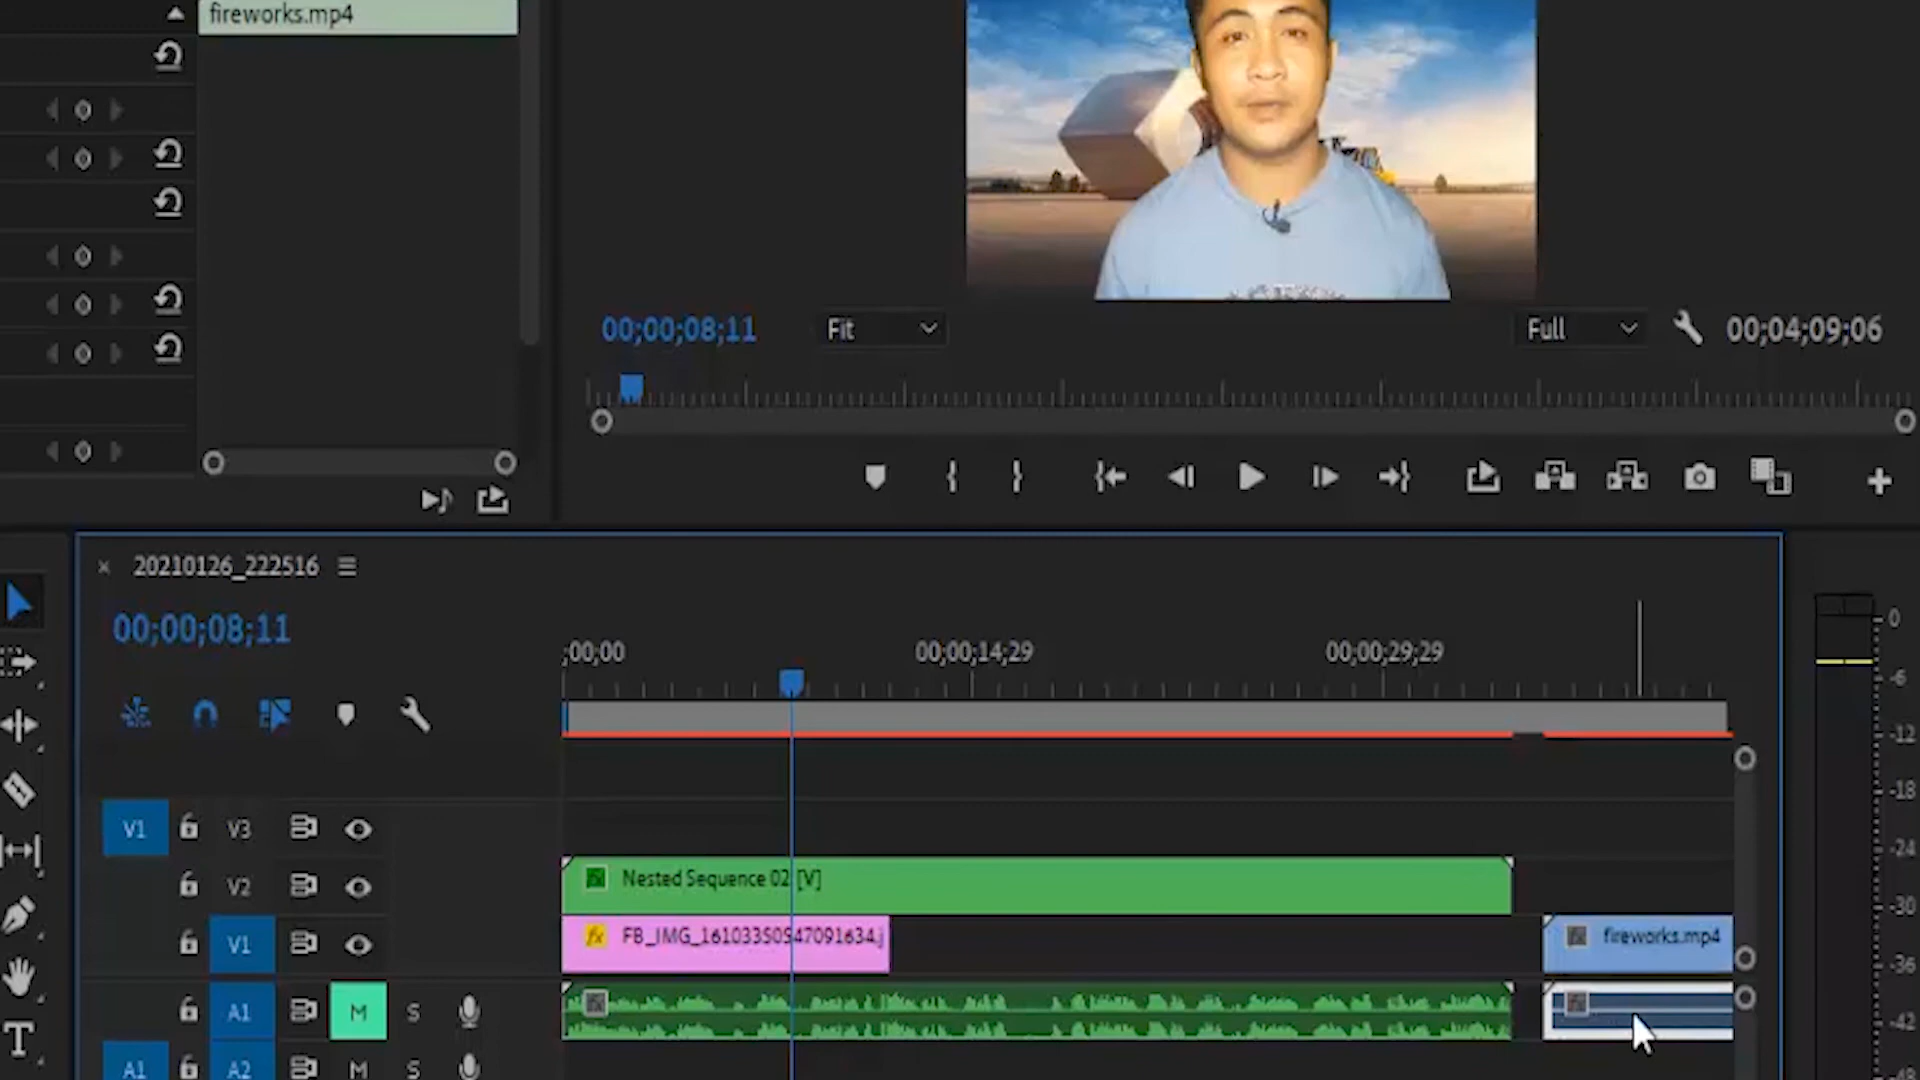 fireworks.mp4
00;00;08;11
Fit
Full
00;04;09;06
20210126_222516
00;00;08;11
;00;00
00;00;14;29
00;00;29;29
0
-6
-12
-18
-24
-30
-36
-42
-48
V1
V3
V2
Nested Sequence 02 [V]
V1
FB_IMG_16103350547091634.j
fireworks.mp4
A1
M
S
A1
A2
M
S